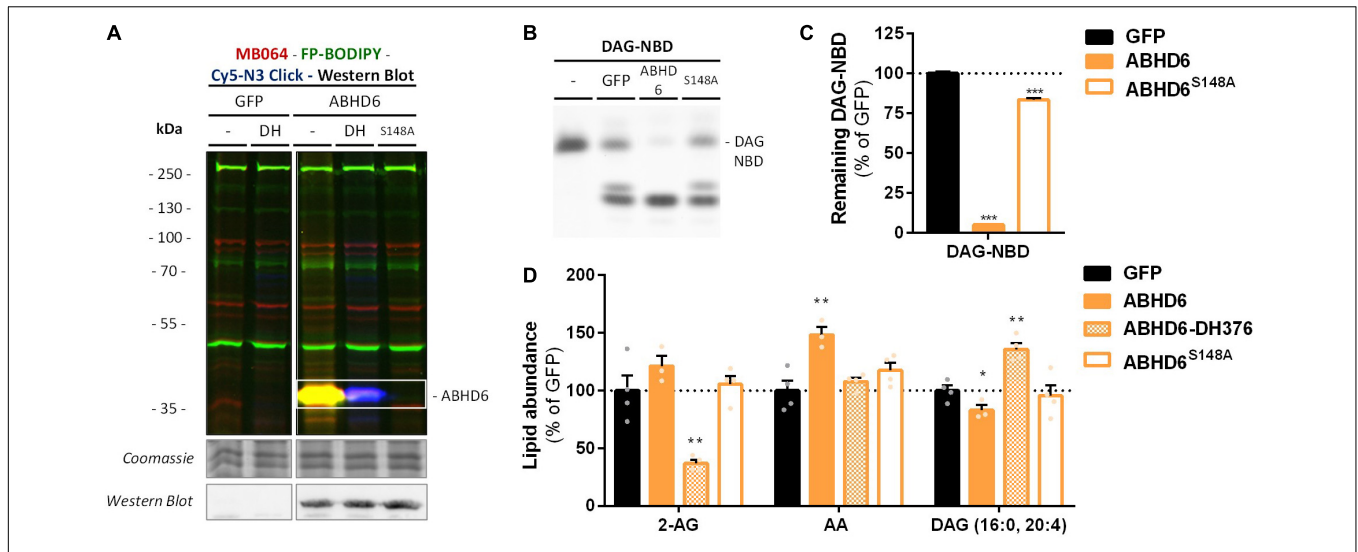 A
MB064 - FP-BODIPY -
Cy5-N3 Click - Western Blot
GFP ABHD6
kDa - DH - DH S148A
- 250 -
- 130 -
- 100 -
- 70 -
- 55 -
- 35 -
- ABHD6
Coomassie
Western Blot
B
DAG-NBD
- GFP ABHD S148A
6
- DAG
NBD
C
Remaining DAG-NBD
(% of GFP)
125
100
75
50
25
0
***
***
DAG-NBD
GFP
ABHD6
ABHD6S148A
D
Lipid abundance
(% of GFP)
200
150
100
50
0
**
**
*
**
2-AG AA DAG (16:0, 20:4)
GFP
ABHD6
ABHD6-DH376
ABHD6S148A